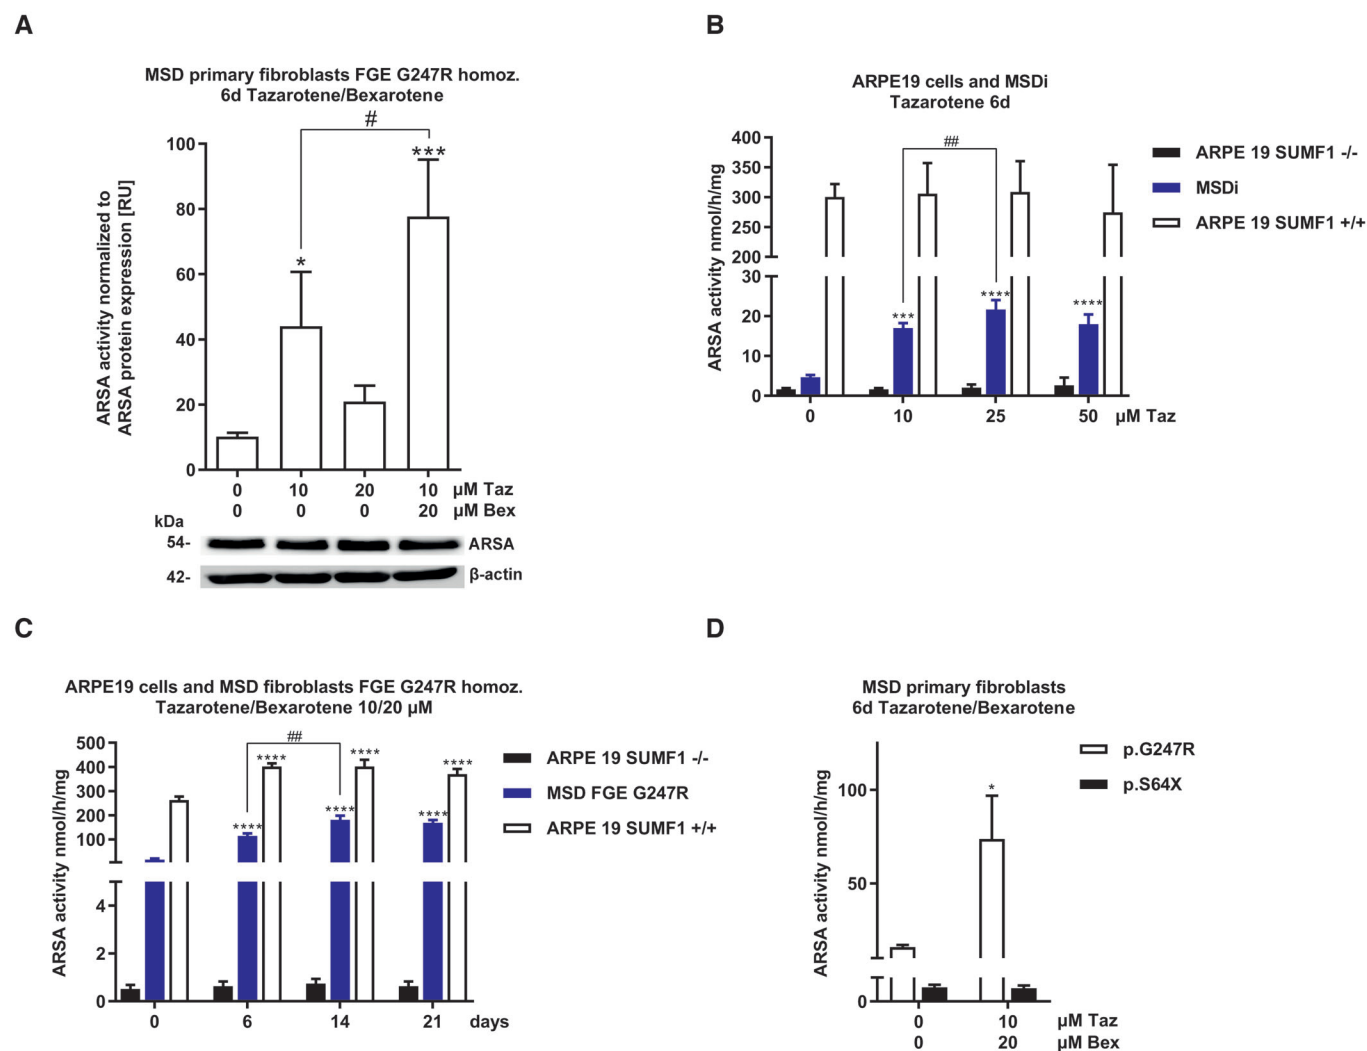 A
MSD primary fibroblasts FGE G247R homoz.
6d Tazarotene/Bexarotene
#
***
*
ARSA activity normalized to
ARSA protein expression [RU]
100
80
60
40
20
0
0 10 20 10 µM Taz
0 0 0 20 µM Bex
kDa
54- ARSA
42- β-actin
B
ARPE19 cells and MSDi
Tazarotene 6d
ARSA activity nmol/h/mg
400
350
300
250
200
30
20
10
0
##
***
****
****
0 10 25 50 µM Taz
ARPE 19 SUMF1 -/-
MSDi
ARPE 19 SUMF1 +/+
C
ARPE19 cells and MSD fibroblasts FGE G247R homoz.
Tazarotene/Bexarotene 10/20 µM
ARSA activity nmol/h/mg
500
400
300
200
100
4
2
0
##
**** **** ****
**** **** ****
0 6 14 21 days
ARPE 19 SUMF1 -/-
MSD FGE G247R
ARPE 19 SUMF1 +/+
D
MSD primary fibroblasts
6d Tazarotene/Bexarotene
ARSA activity nmol/h/mg
100
50
0
*
0 10 µM Taz
0 20 µM Bex
p.G247R
p.S64X